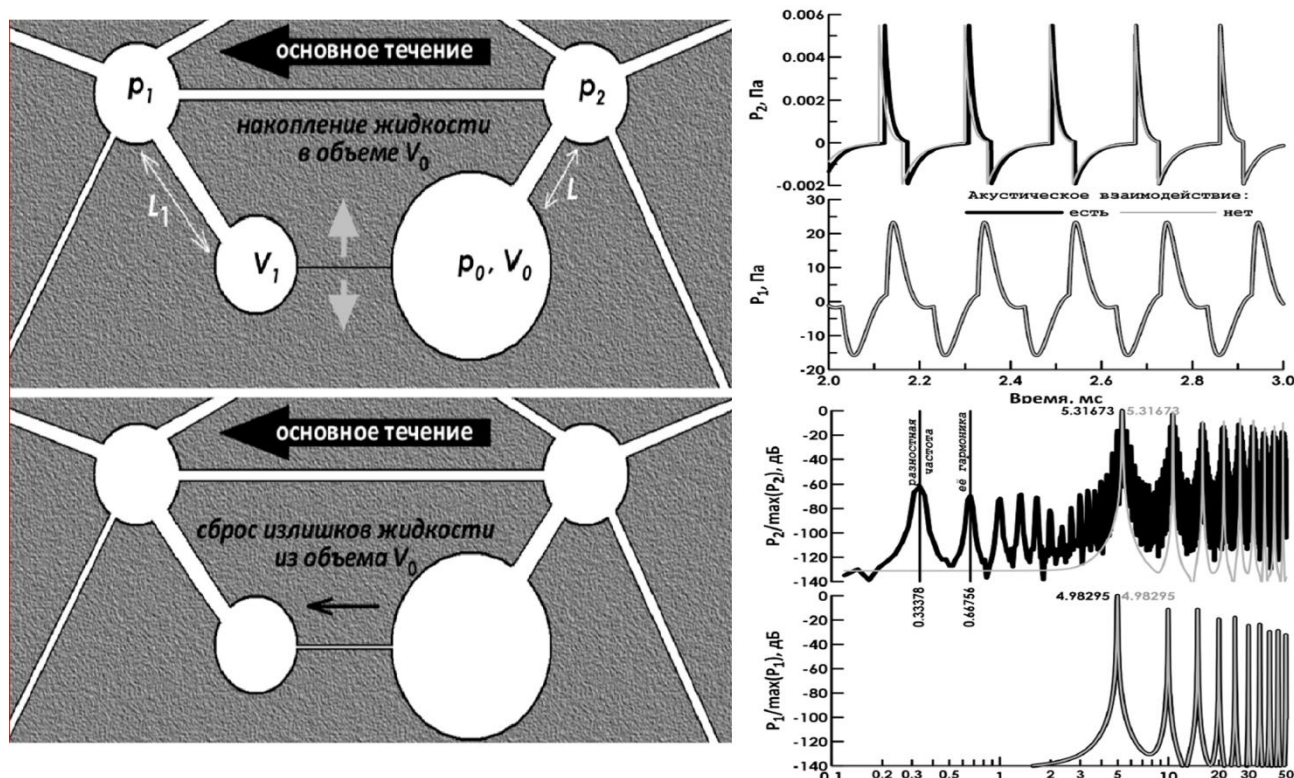 основное течение
p1
p2
накопление жидкости
в объеме V0
L1
L
V1
p0, V0
основное течение
сброс излишков жидкости
из объема V0
0.006
0.004
0.002
0
-0.002
P2, Па
Акустическое взаимодействие:
есть
нет
30
20
10
0
-10
-20
P1, Па
2.0
2.2
2.4
2.6
2.8
3.0
Время, мс
0
-20
-40
-60
-80
-100
-120
-140
P2/max(P2), дБ
разностная
частота
её гармоника
5.31673
5.31673
0.33378
0.66756
0
-20
-40
-60
-80
-100
-120
-140
P1/max(P1), дБ
4.98295
4.98295
0.1
0.2
0.3
0.5
1
2
3
5
10
20
30
50